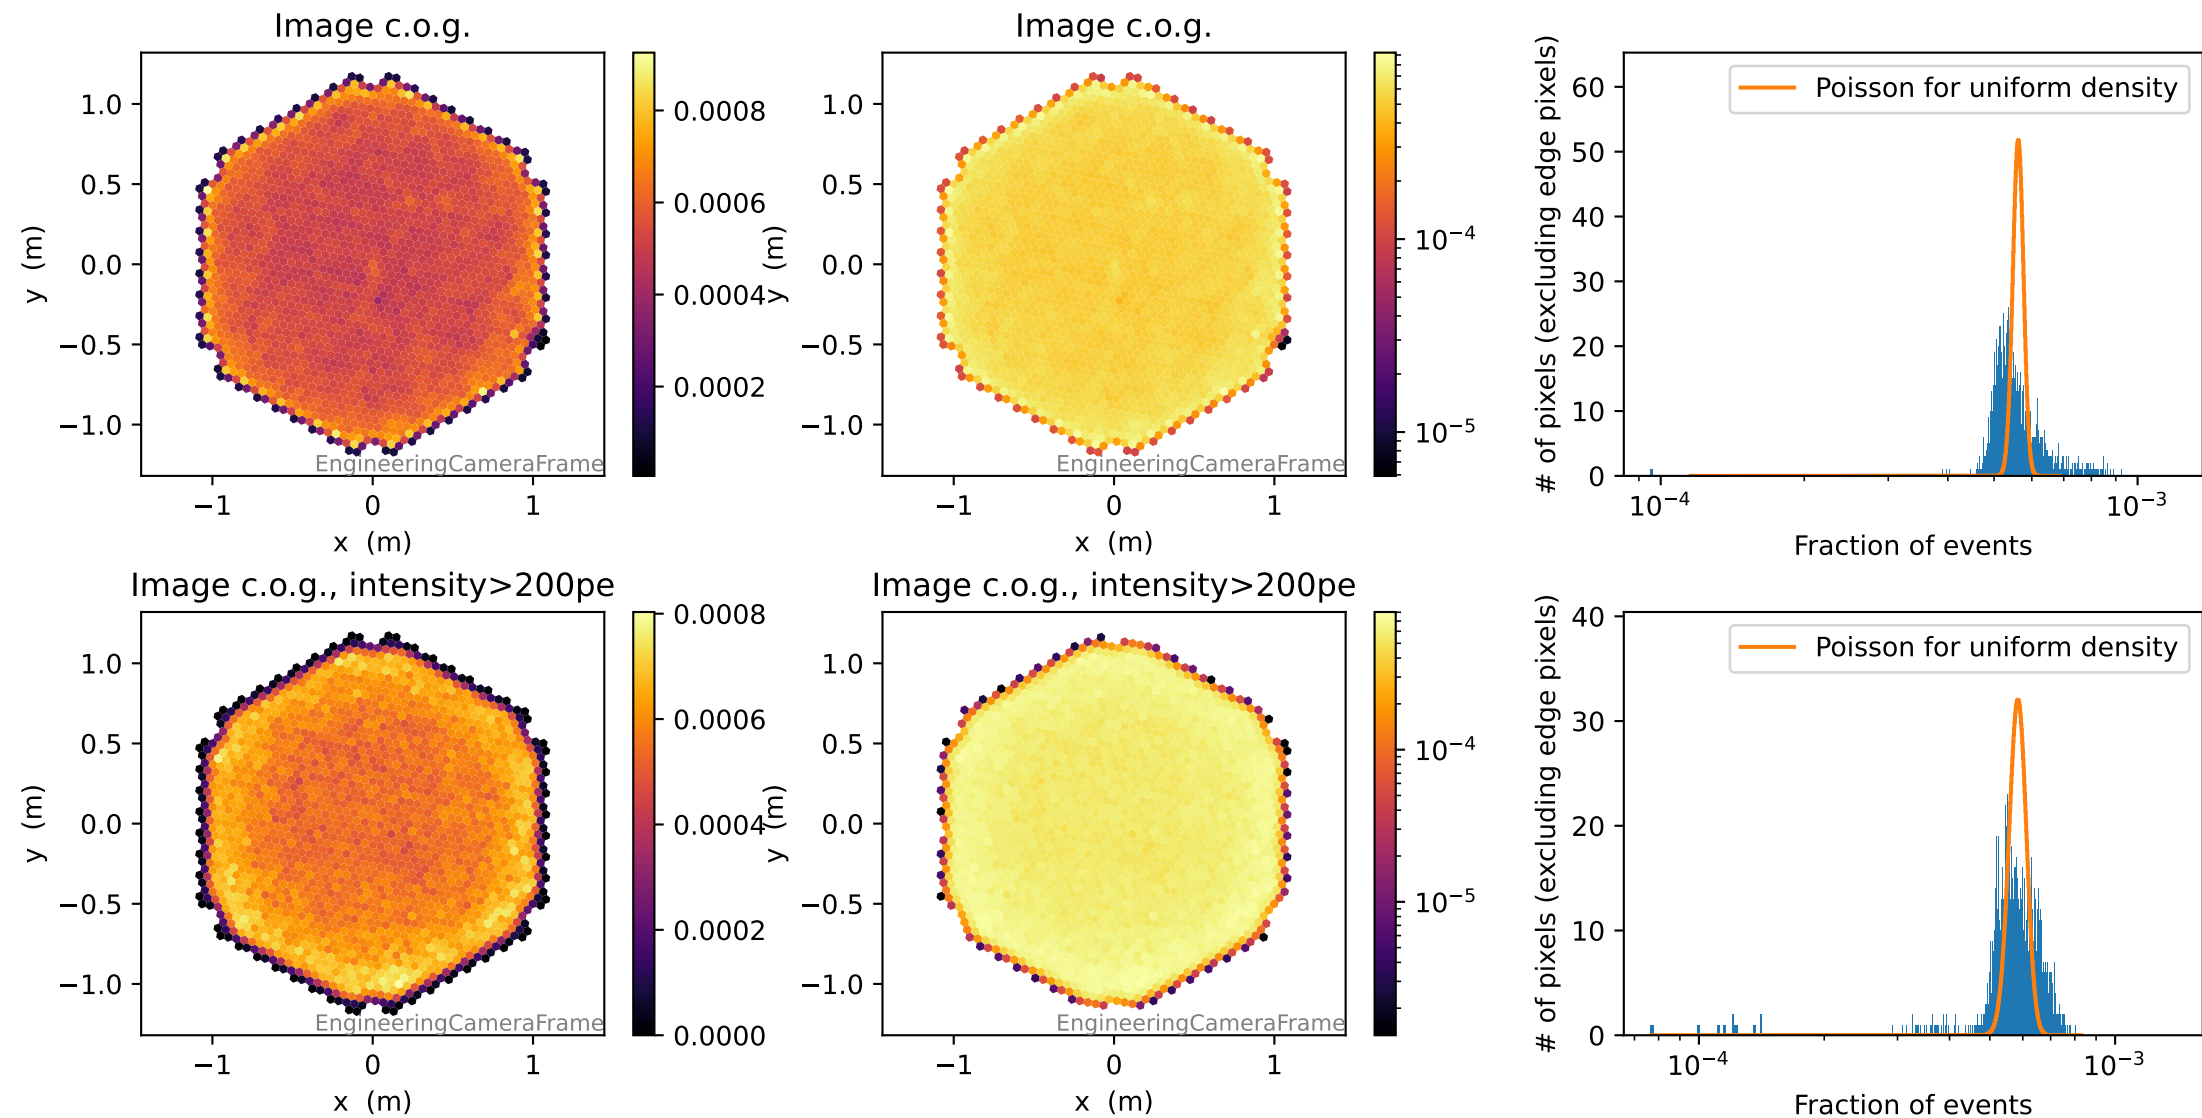 Image c.o.g.
1.0
0.5
0.0
−0.5
−1.0
y (m)
−1
0
1
x (m)
EngineeringCameraFrame
0.0008
0.0006
0.0004
0.0002
Image c.o.g.
1.0
0.5
0.0
−0.5
−1.0
y (m)
−1
0
1
x (m)
EngineeringCameraFrame
10⁻⁴
10⁻⁵
# of pixels (excluding edge pixels)
60
50
40
30
20
10
0
Poisson for uniform density
10⁻⁴
10⁻³
Fraction of events
Image c.o.g., intensity>200pe
1.0
0.5
0.0
−0.5
−1.0
y (m)
−1
0
1
x (m)
EngineeringCameraFrame
0.0008
0.0006
0.0004
0.0002
0.0000
Image c.o.g., intensity>200pe
1.0
0.5
0.0
−0.5
−1.0
y (m)
−1
0
1
x (m)
EngineeringCameraFrame
10⁻⁴
10⁻⁵
# of pixels (excluding edge pixels)
40
30
20
10
0
Poisson for uniform density
10⁻⁴
10⁻³
Fraction of events